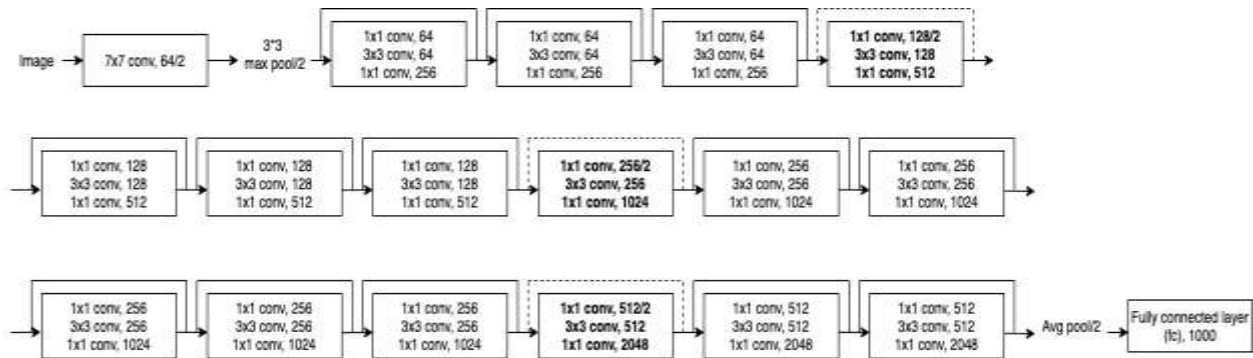 Image
7x7 conv, 64/2
3*3
max pool/2
1x1 conv, 64
3x3 conv, 64
1x1 conv, 256
1x1 conv, 64
3x3 conv, 64
1x1 conv, 256
1x1 conv, 64
3x3 conv, 64
1x1 conv, 256
1x1 conv, 128/2
3x3 conv, 128
1x1 conv, 512
1x1 conv, 128
3x3 conv, 128
1x1 conv, 512
1x1 conv, 128
3x3 conv, 128
1x1 conv, 512
1x1 conv, 128
3x3 conv, 128
1x1 conv, 512
1x1 conv, 256/2
3x3 conv, 256
1x1 conv, 1024
1x1 conv, 256
3x3 conv, 256
1x1 conv, 1024
1x1 conv, 256
3x3 conv, 256
1x1 conv, 1024
1x1 conv, 256
3x3 conv, 256
1x1 conv, 1024
1x1 conv, 256
3x3 conv, 256
1x1 conv, 1024
1x1 conv, 256
3x3 conv, 256
1x1 conv, 1024
1x1 conv, 512/2
3x3 conv, 512
1x1 conv, 2048
1x1 conv, 512
3x3 conv, 512
1x1 conv, 2048
1x1 conv, 512
3x3 conv, 512
1x1 conv, 2048
Avg pool/2
Fully connected layer
(fc), 1000